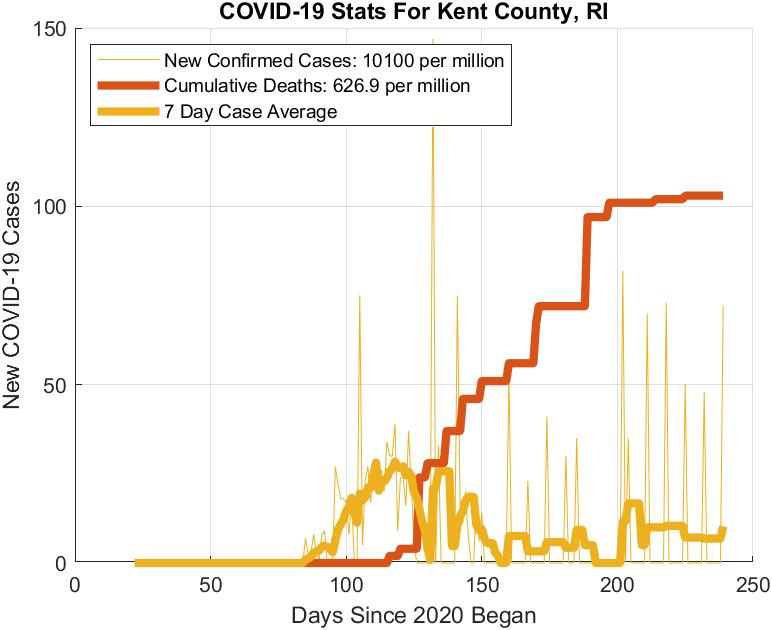 COVID-19 Stats For Kent County, RI
150
New Confirmed Cases: 10100 per million
Cumulative Deaths: 626.9 per million
7 Day Case Average
100
New COVID-19 Cases
50
0
0 50 100 150 200 250
Days Since 2020 Began